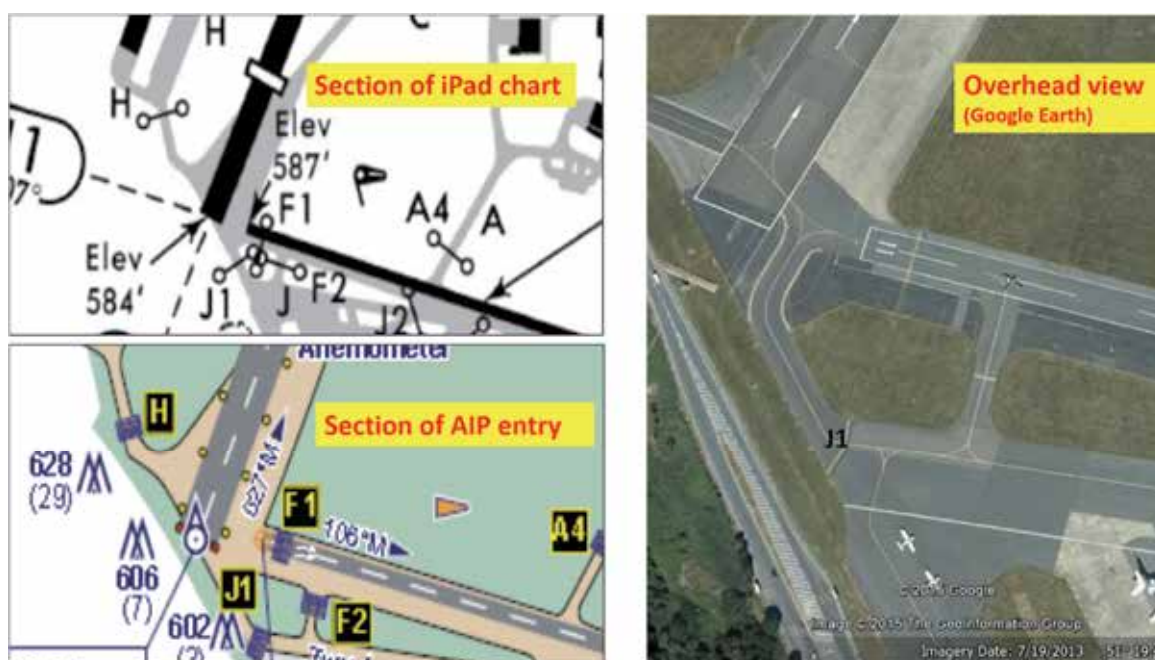 H
C
H
Section of iPad chart
Elev
587'
07°
F1
A4
A
Elev
584'
J1
J
F2
J2
Anemometer
Section of AIP entry
H
628
(29)
027°M
F1
106°M
A4
606
(7)
J1
602
F2
Overhead view
(Google Earth)
J1
© 2015 Google
Image © 2015 The GeoInformation Group
Imagery Date: 7/19/2013